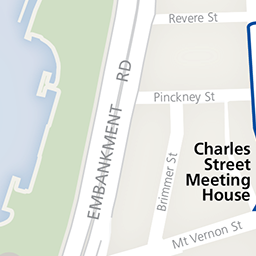 Revere St
EMBANKMENT RD
Pinckney St
Brimmer St
Charles
Street
Meeting
House
Mt Vernon St